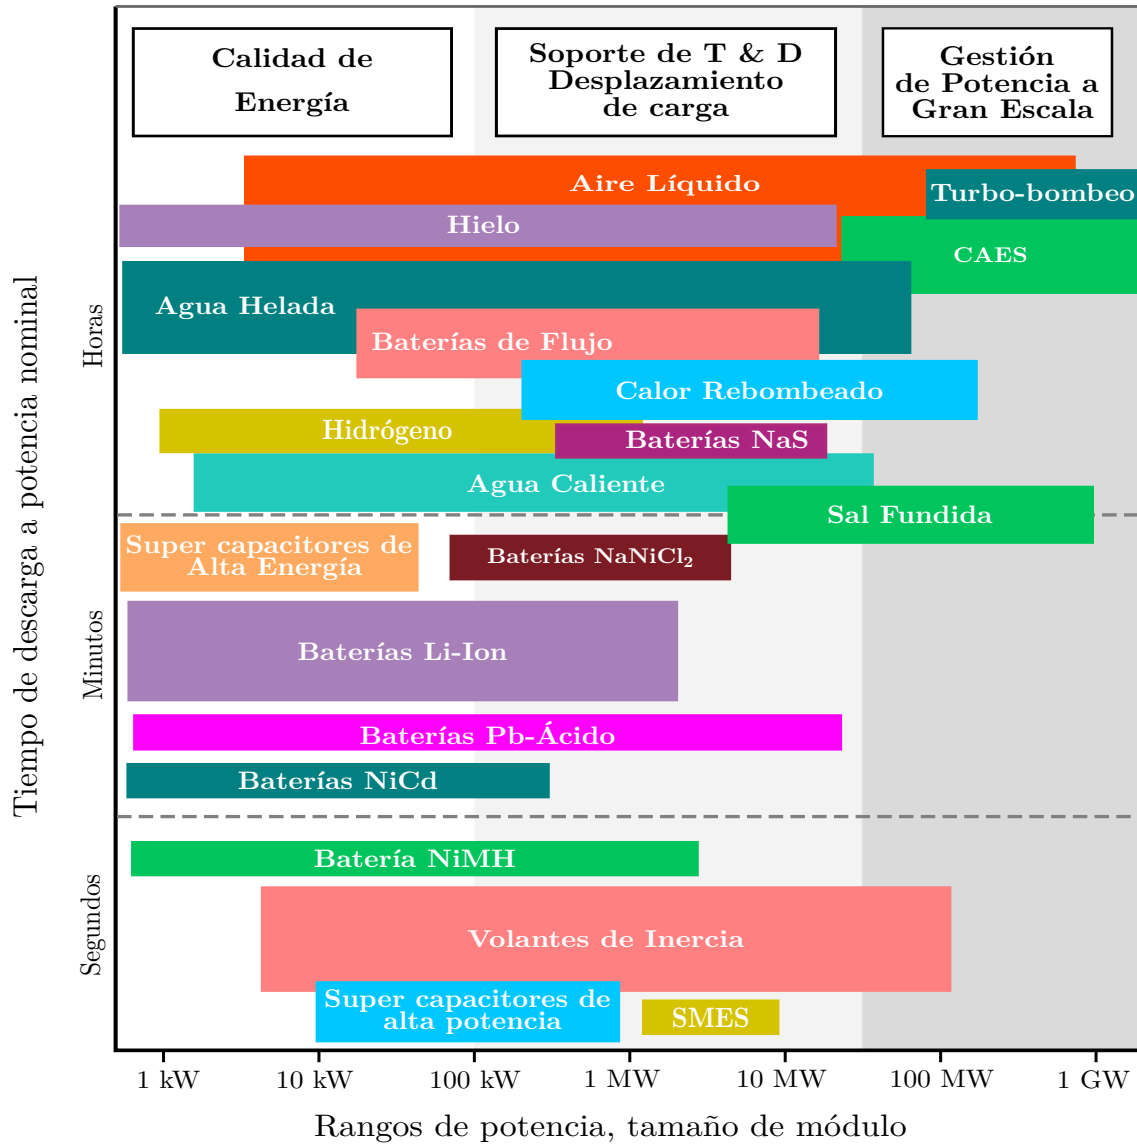 Calidad de
Energía
Soporte de T & D
Desplazamiento
de carga
Gestión
de Potencia a
Gran Escala
Aire Líquido
Turbo-bombeo
Hielo
CAES
Agua Helada
Baterías de Flujo
Calor Rebombeado
Hidrógeno
Baterías NaS
Agua Caliente
Sal Fundida
Super capacitores de
Alta Energía
Baterías NaNiCl₂
Baterías Li-Ion
Baterías Pb-Ácido
Baterías NiCd
Batería NiMH
Volantes de Inercia
Super capacitores de
alta potencia
SMES
Tiempo de descarga a potencia nominal
Horas
Minutos
Segundos
1 kW
10 kW
100 kW
1 MW
10 MW
100 MW
1 GW
Rangos de potencia, tamaño de módulo